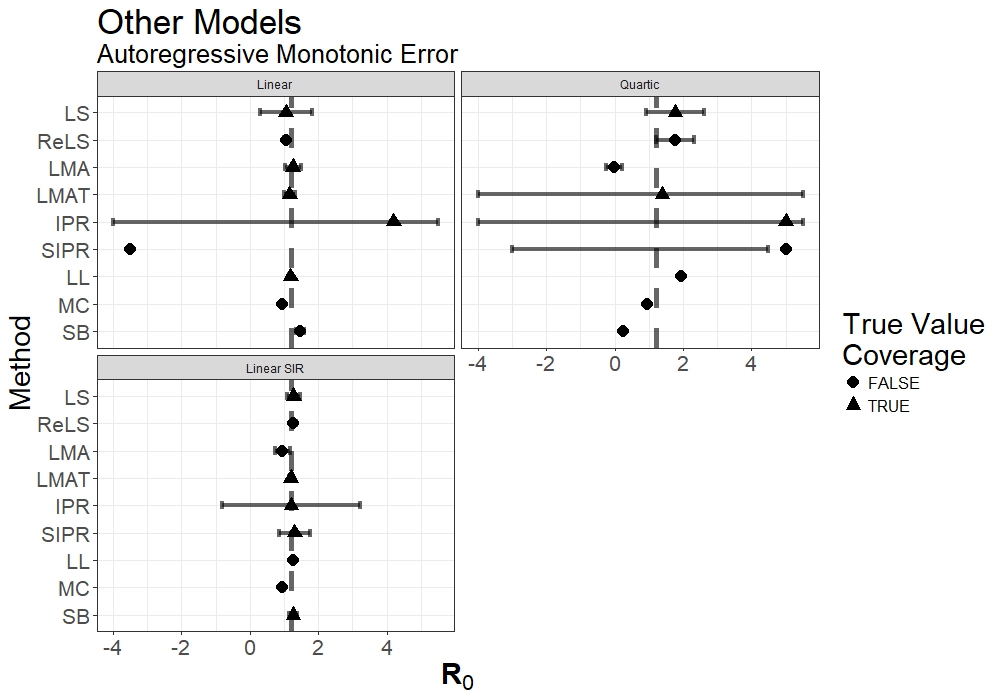 Other Models
Autoregressive Monotonic Error
Linear
Quartic
LS
ReLS
LMA
LMAT
IPR
SIPR
LL
MC
SB
-4 -2 0 2 4
Linear SIR
LS
ReLS
LMA
LMAT
IPR
SIPR
LL
MC
SB
-4 -2 0 2 4
Method
R0
True Value
Coverage
FALSE
TRUE